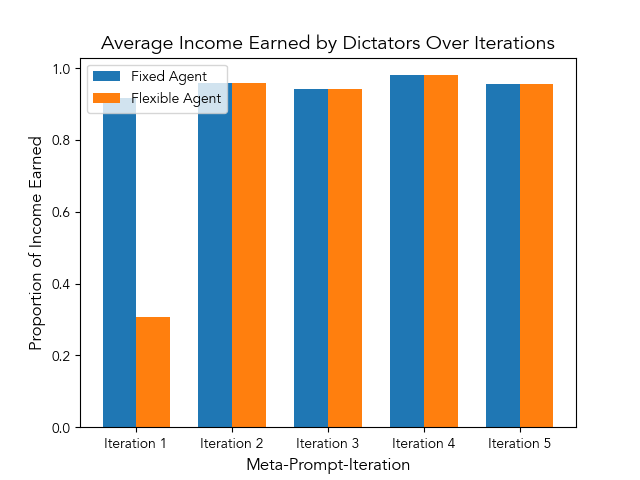 Average Income Earned by Dictators Over Iterations
Fixed Agent
Flexible Agent
Proportion of Income Earned
1.0
0.8
0.6
0.4
0.2
0.0
Iteration 1 Iteration 2 Iteration 3 Iteration 4 Iteration 5
Meta-Prompt-Iteration